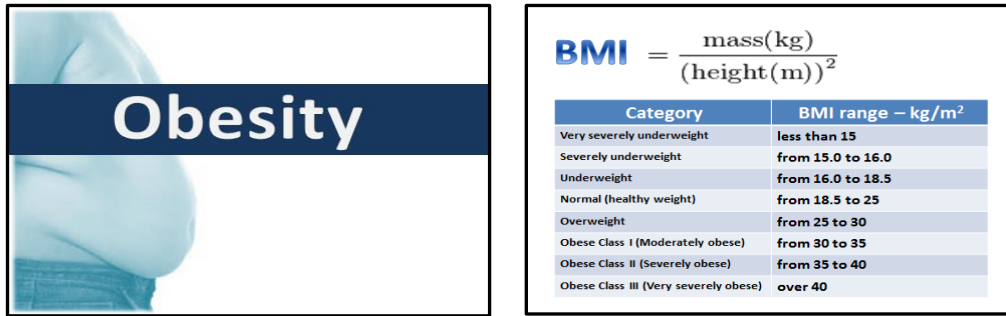 Obesity
BMI = mass(kg) / (height(m))²
Category BMI range – kg/m²
Very severely underweight less than 15
Severely underweight from 15.0 to 16.0
Underweight from 16.0 to 18.5
Normal (healthy weight) from 18.5 to 25
Overweight from 25 to 30
Obese Class I (Moderately obese) from 30 to 35
Obese Class II (Severely obese) from 35 to 40
Obese Class III (Very severely obese) over 40